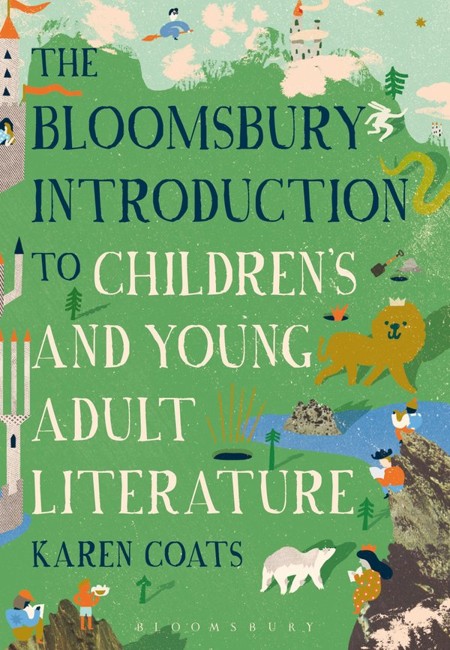 THE
BLOOMSBURY
INTRODUCTION
TO CHILDREN'S
AND YOUNG
ADULT
LITERATURE
KAREN COATS
BLOOMSBURY